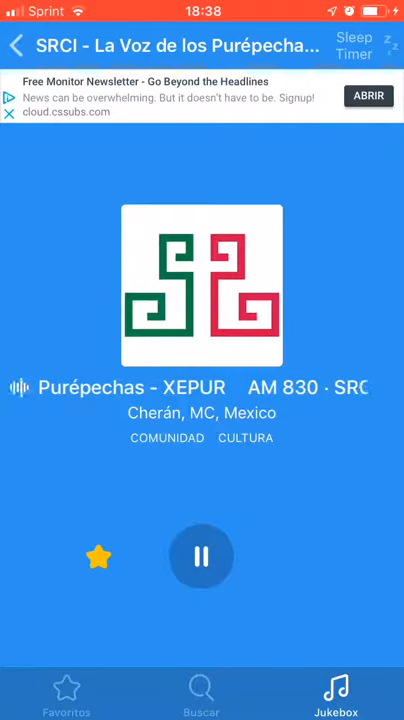 Sprint 18:38
SRCI - La Voz de los Purépecha...
Sleep
Timer
Free Monitor Newsletter - Go Beyond the Headlines
News can be overwhelming. But it doesn't have to be. Signup!
cloud.cssubs.com
ABRIR
Purépechas - XEPUR AM 830 · SRC
Cherán, MC, Mexico
COMUNIDAD CULTURA
Favoritos Buscar Jukebox